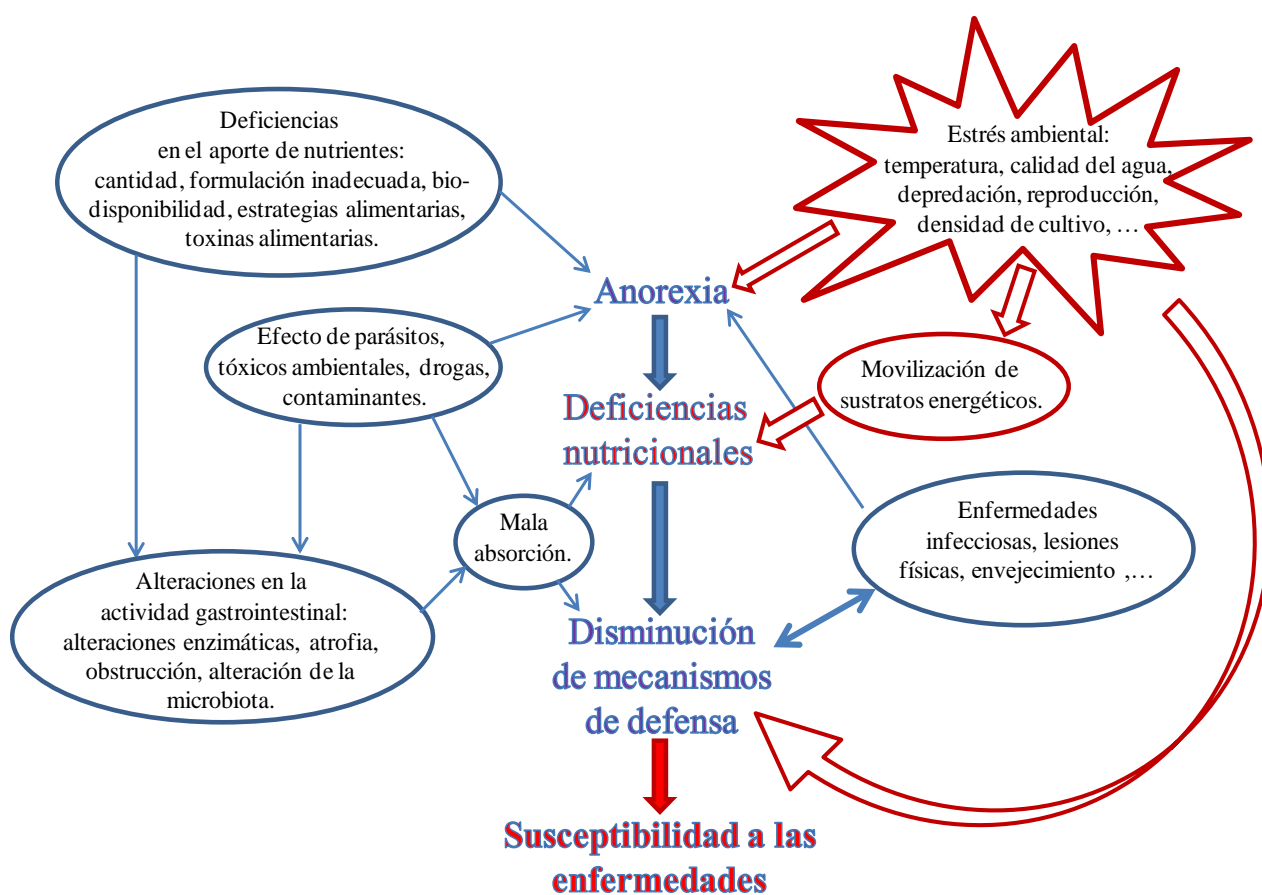 Deficiencias
en el aporte de nutrientes:
cantidad, formulación inadecuada, bio-
disponibilidad, estrategias alimentarias,
toxinas alimentarias.
Estrés ambiental:
temperatura, calidad del agua,
depredación, reproducción,
densidad de cultivo, …
Anorexia
Efecto de parásitos,
tóxicos ambientales, drogas,
contaminantes.
Movilización de
sustratos energéticos.
Deficiencias
nutricionales
Mala
absorción.
Enfermedades
infecciosas, lesiones
físicas, envejecimiento ,…
Alteraciones en la
actividad gastrointestinal:
alteraciones enzimáticas, atrofia,
obstrucción, alteración de la
microbiota.
Disminución
de mecanismos
de defensa
Susceptibilidad a las
enfermedades